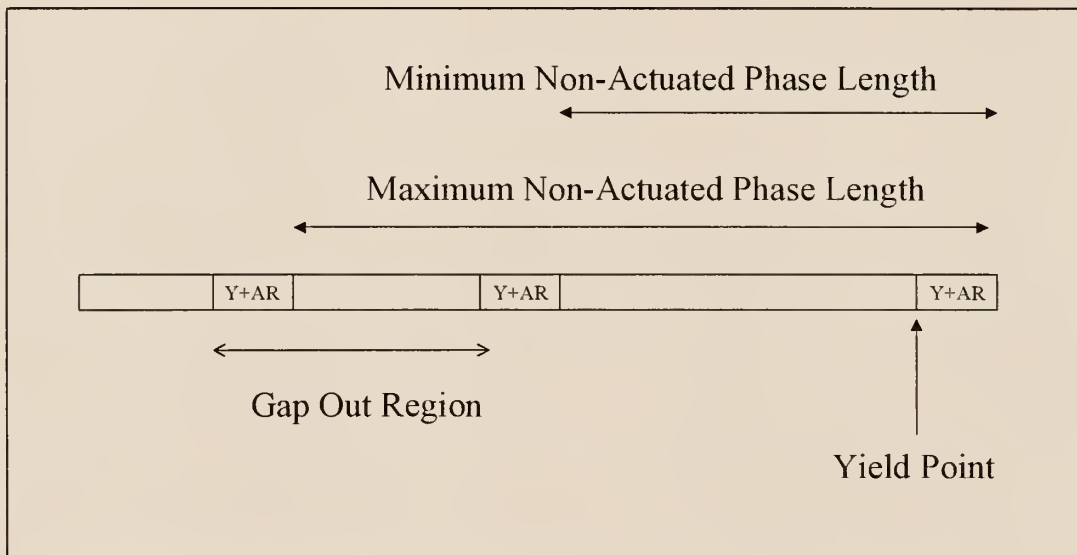 Minimum Non-Actuated Phase Length
Maximum Non-Actuated Phase Length
Y+AR
Y+AR
Y+AR
Gap Out Region
Yield Point